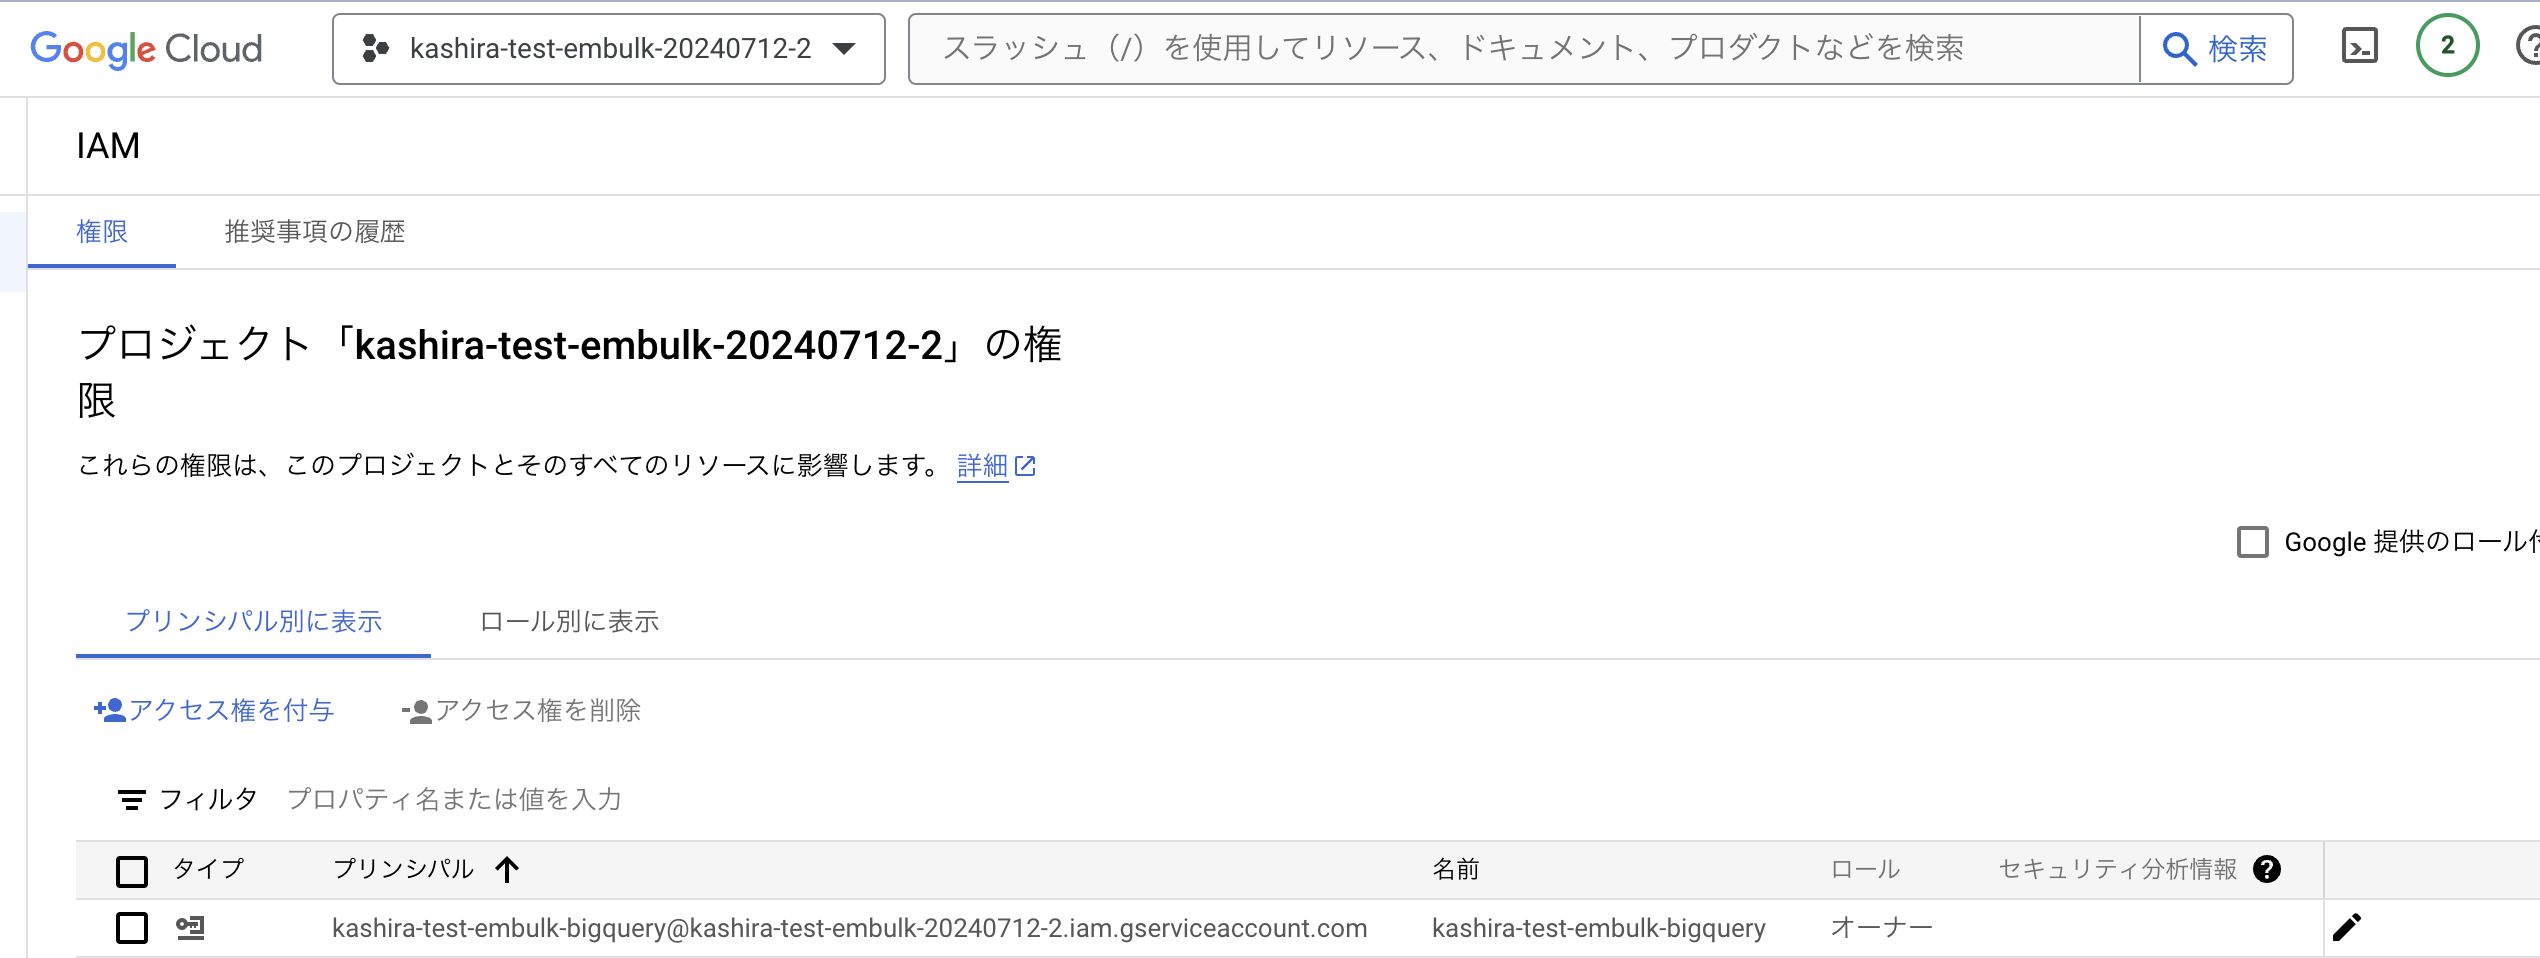 Google Cloud
kashira-test-embulk-20240712-2
スラッシュ（/）を使用してリソース、ドキュメント、プロダクトなどを検索
検索
2
IAM
権限
推奨事項の履歴
プロジェクト「kashira-test-embulk-20240712-2」の権
限
これらの権限は、このプロジェクトとそのすべてのリソースに影響します。 詳細
Google 提供のロール
プリンシパル別に表示
ロール別に表示
アクセス権を付与
アクセス権を削除
フィルタ プロパティ名または値を入力
タイプ プリンシパル 名前 ロール セキュリティ分析情報
kashira-test-embulk-bigquery@kashira-test-embulk-20240712-2.iam.gserviceaccount.com kashira-test-embulk-bigquery オーナー